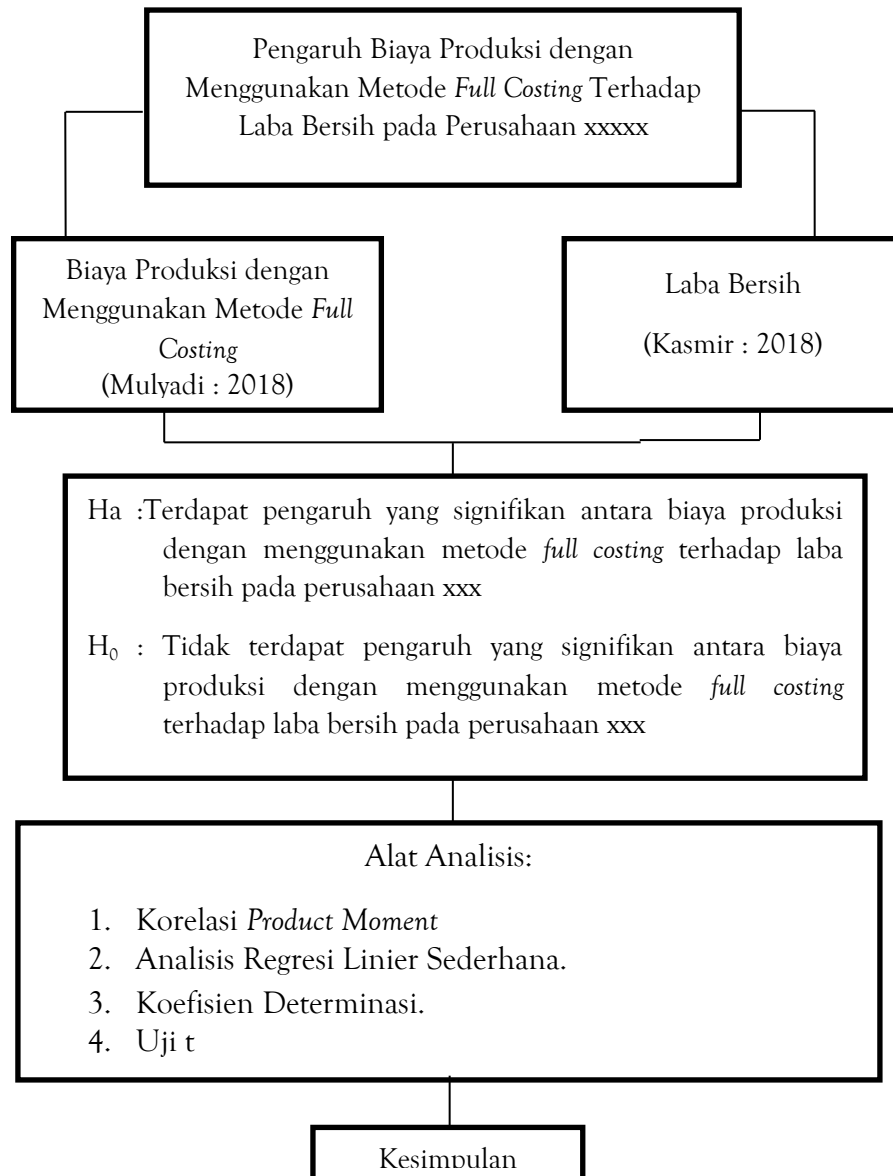 Pengaruh Biaya Produksi dengan
Menggunakan Metode Full Costing Terhadap
Laba Bersih pada Perusahaan xxxxx
Biaya Produksi dengan
Menggunakan Metode Full
Costing
(Mulyadi : 2018)
Laba Bersih
(Kasmir : 2018)
Ha :Terdapat pengaruh yang signifikan antara biaya produksi
dengan menggunakan metode full costing terhadap laba
bersih pada perusahaan xxx
H₀ : Tidak terdapat pengaruh yang signifikan antara biaya
produksi dengan menggunakan metode full costing
terhadap laba bersih pada perusahaan xxx
Alat Analisis:
1. Korelasi Product Moment
2. Analisis Regresi Linier Sederhana.
3. Koefisien Determinasi.
4. Uji t
Kesimpulan